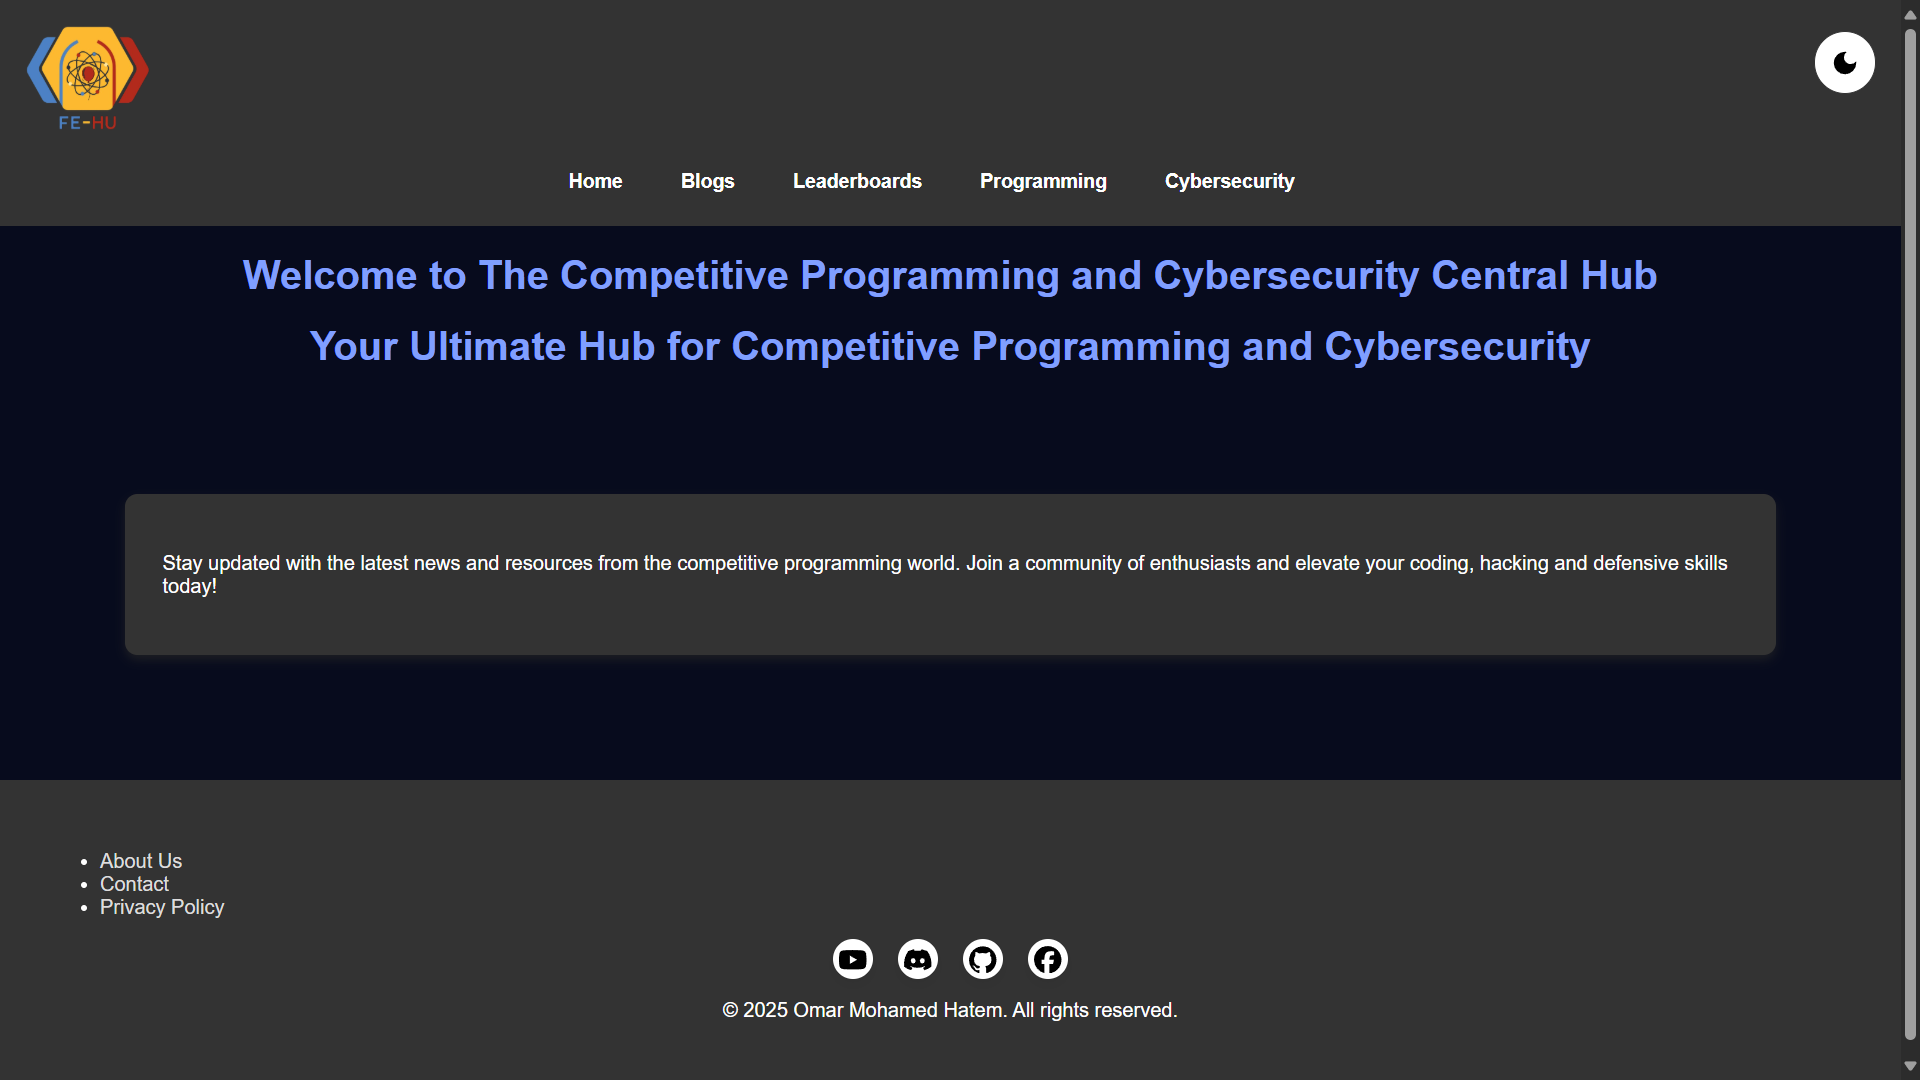 FE-HU
Home Blogs Leaderboards Programming Cybersecurity
Welcome to The Competitive Programming and Cybersecurity Central Hub
Your Ultimate Hub for Competitive Programming and Cybersecurity
Stay updated with the latest news and resources from the competitive programming world. Join a community of enthusiasts and elevate your coding, hacking and defensive skills
today!
• About Us
• Contact
• Privacy Policy
© 2025 Omar Mohamed Hatem. All rights reserved.